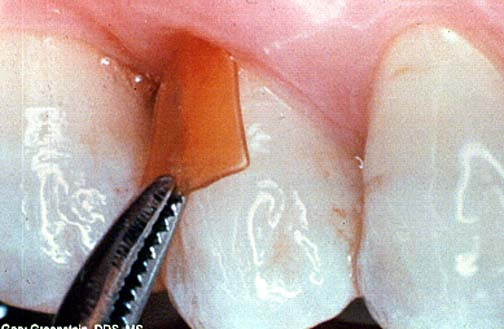 Gary Greenstein, DDS, MS